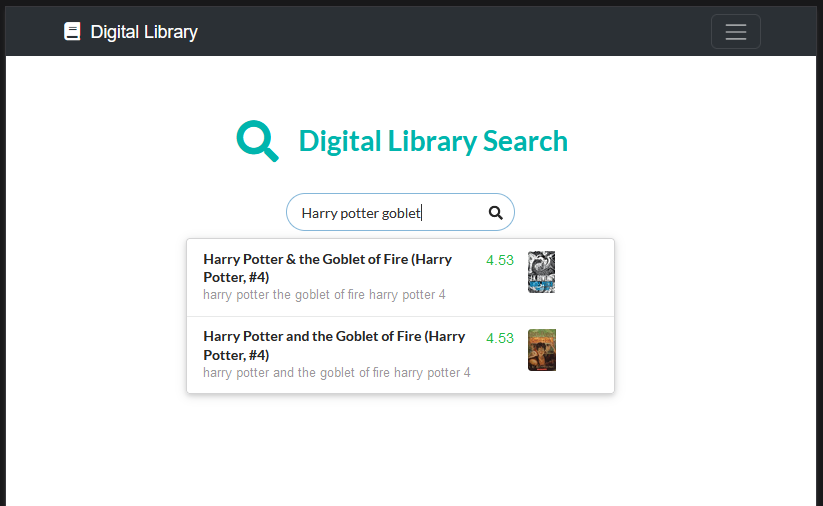 Digital Library
Digital Library Search
Harry potter goblet
Harry Potter & the Goblet of Fire (Harry
Potter, #4)
harry potter the goblet of fire harry potter 4
4.53
Harry Potter and the Goblet of Fire (Harry
Potter, #4)
harry potter and the goblet of fire harry potter 4
4.53